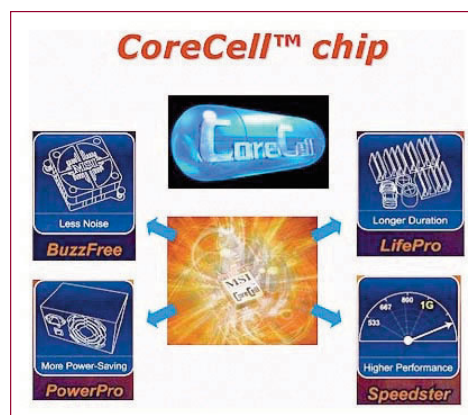 CoreCell™ chip
CoreCell
MSI
Less Noise
BuzzFree
Longer Duration
LifePro
MSI
CoreCell
More Power-Saving
PowerPro
533
667
800
1G
Higher Performance
Speedster